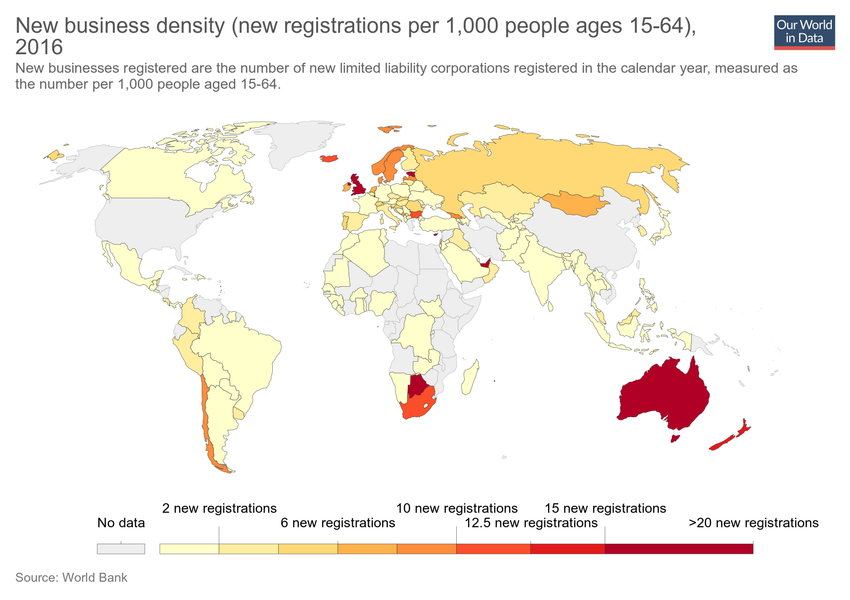 New business density (new registrations per 1,000 people ages 15-64),
2016
Our World
in Data
New businesses registered are the number of new limited liability corporations registered in the calendar year, measured as
the number per 1,000 people aged 15-64.
2 new registrations
10 new registrations
15 new registrations
No data
6 new registrations
12.5 new registrations
>20 new registrations
Source: World Bank